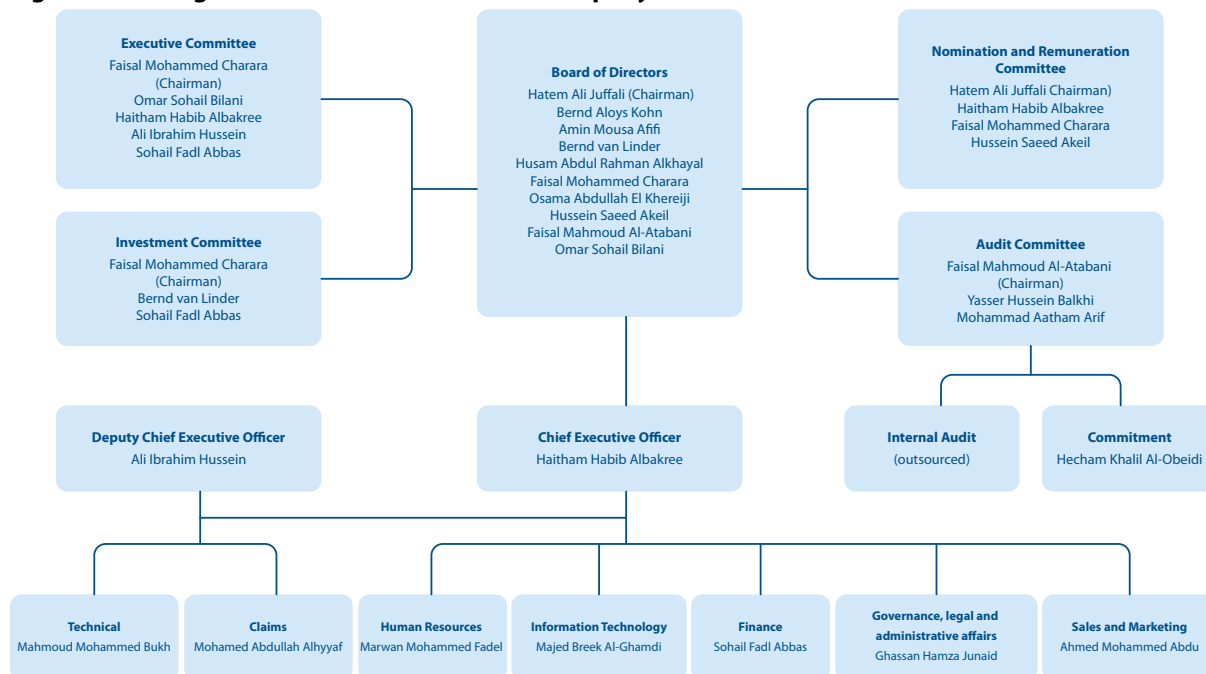 Executive Committee
Faisal Mohammed Charara
(Chairman)
Omar Sohail Bilani
Haitham Habib Albakree
Ali Ibrahim Hussein
Sohail Fadl Abbas
Investment Committee
Faisal Mohammed Charara
(Chairman)
Bernd van Linder
Sohail Fadl Abbas
Board of Directors
Hatem Ali Juffali (Chairman)
Bernd Aloys Kohn
Amin Mousa Afifi
Bernd van Linder
Husam Abdul Rahman Alkhayal
Faisal Mohammed Charara
Osama Abdullah El Khereiji
Hussein Saeed Akeil
Faisal Mahmoud Al-Atabani
Omar Sohail Bilani
Nomination and Remuneration
Committee
Hatem Ali Juffali Chairman)
Haitham Habib Albakree
Faisal Mohammed Charara
Hussein Saeed Akeil
Audit Committee
Faisal Mahmoud Al-Atabani
(Chairman)
Yasser Hussein Balkhi
Mohammad Aatham Arif
Deputy Chief Executive Officer
Ali Ibrahim Hussein
Chief Executive Officer
Haitham Habib Albakree
Internal Audit
(outsourced)
Commitment
Hecham Khalil Al-Obeidi
Technical
Mahmoud Mohammed Bukh
Claims
Mohamed Abdullah Alhyyaf
Human Resources
Marwan Mohammed Fadel
Information Technology
Majed Breek Al-Ghamdi
Finance
Sohail Fadl Abbas
Governance, legal and
administrative affairs
Ghassan Hamza Junaid
Sales and Marketing
Ahmed Mohammed Abdu